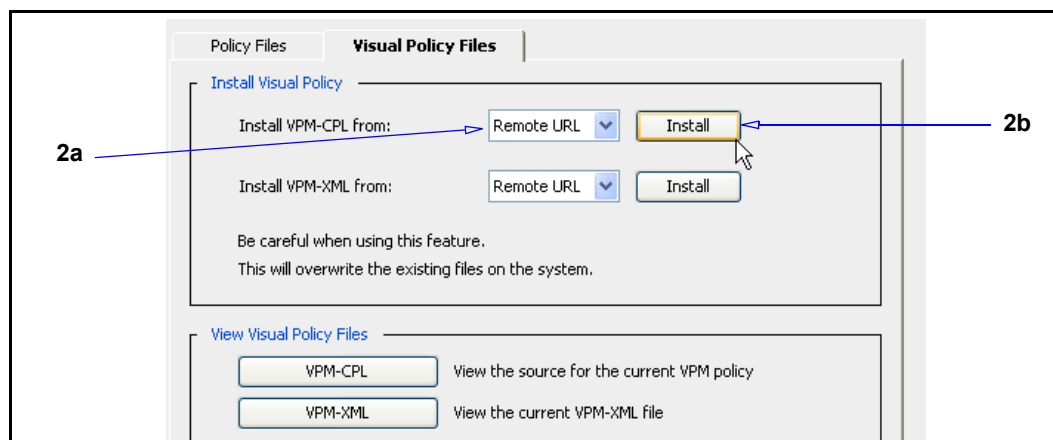 Policy Files
Visual Policy Files
Install Visual Policy
Install VPM-CPL from:
Remote URL
Install
2b
2a
Install VPM-XML from:
Remote URL
Install
Be careful when using this feature.
This will overwrite the existing files on the system.
View Visual Policy Files
VPM-CPL
View the source for the current VPM policy
VPM-XML
View the current VPM-XML file